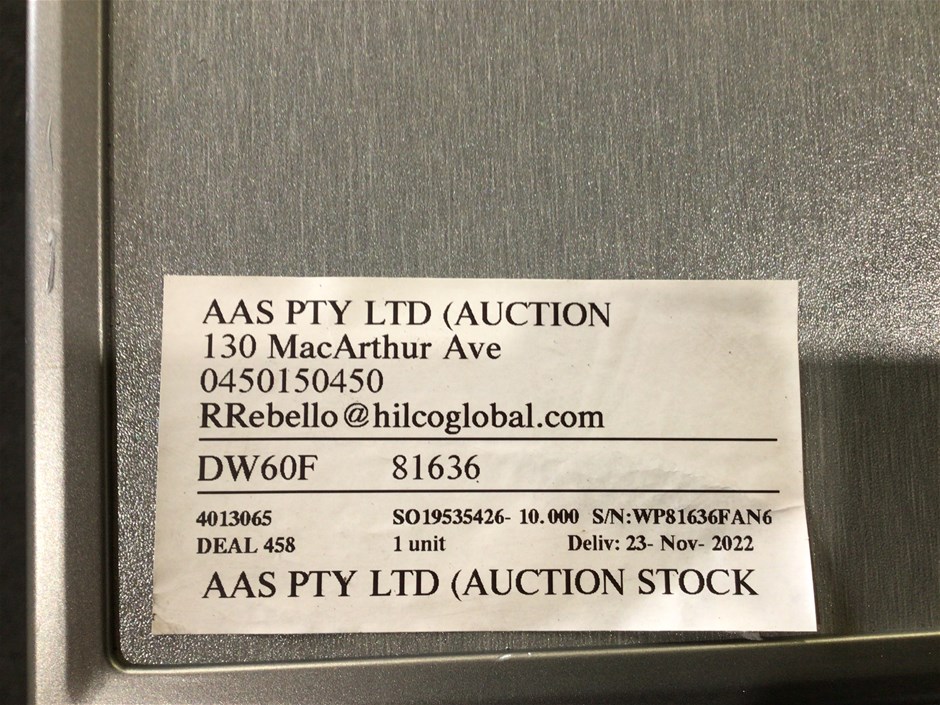 AAS PTY LTD (AUCTION
130 MacArthur Ave
0450150450
RRebello@hilcoglobal.com
DW60F 81636
4013065 SO19535426- 10.000 S/N:WP81636FAN6
DEAL 458 1 unit Deliv: 23- Nov- 2022
AAS PTY LTD (AUCTION STOCK